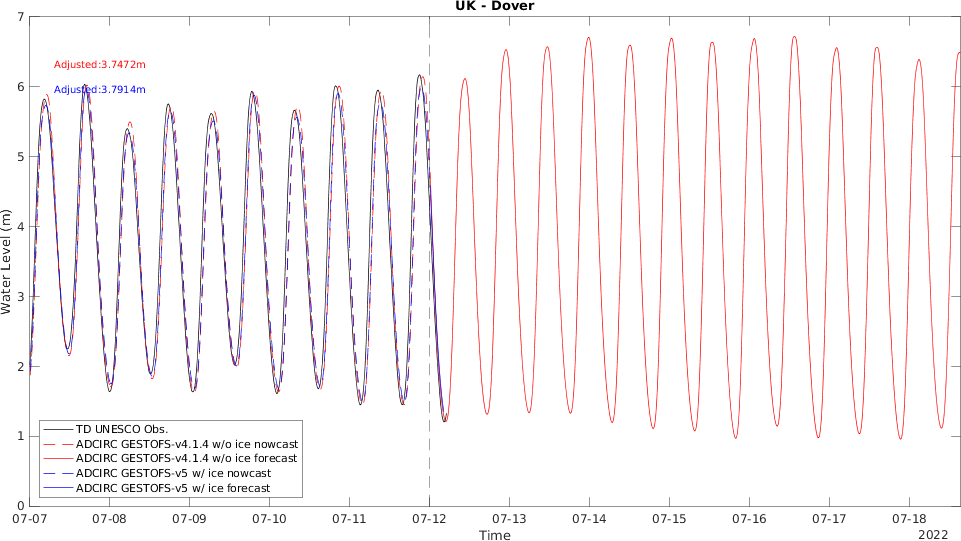 UK - Dover
7
6
5
4
3
2
1
0
Water Level (m)
Adjusted:3.7472m
Adjusted:3.7914m
TD UNESCO Obs.
ADCIRC GESTOFS-v4.1.4 w/o ice nowcast
ADCIRC GESTOFS-v4.1.4 w/o ice forecast
ADCIRC GESTOFS-v5 w/ ice nowcast
ADCIRC GESTOFS-v5 w/ ice forecast
07-07 07-08 07-09 07-10 07-11 07-12 07-13 07-14 07-15 07-16 07-17 07-18
Time
2022